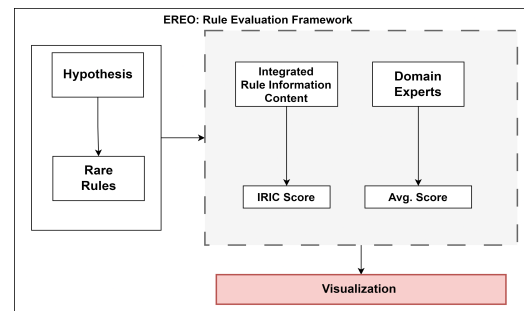 EREO: Rule Evaluation Framework
Hypothesis
Rare
Rules
Integrated
Rule Information
Content
Domain
Experts
IRIC Score
Avg. Score
Visualization